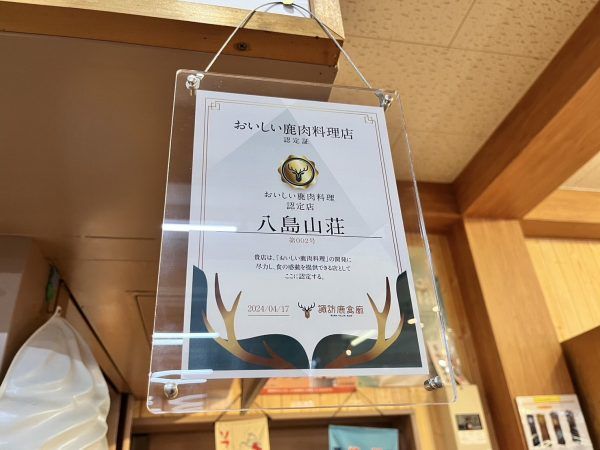 おいしい鹿肉料理店
認定証
おいしい鹿肉料理
認定店
八島山荘
第002号
貴店は、「おいしい鹿肉料理」の開発に
尽力し、食の感動を提供できる店として
ここに認定する。
2024/04/17
諏訪鹿食府